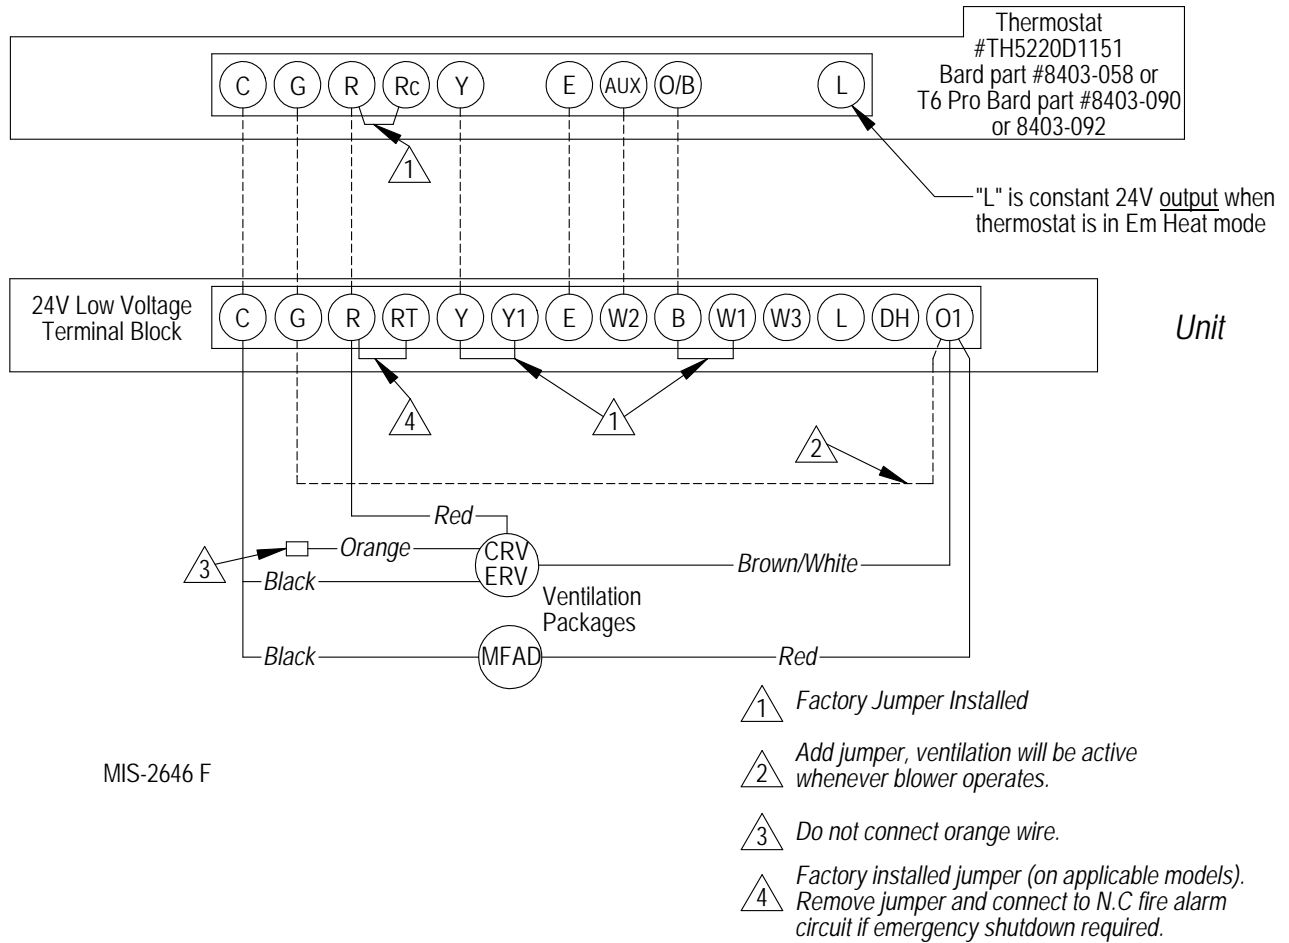 Thermostat
#TH5220D1151
Bard part #8403-058 or
T6 Pro Bard part #8403-090
or 8403-092
C G R Rc Y E AUX O/B L
1
"L" is constant 24V output when
thermostat is in Em Heat mode
24V Low Voltage
Terminal Block
C G R RT Y Y1 E W2 B W1 W3 L DH O1
Unit
4
1
2
Red
3
Orange
CRV
ERV
Brown/White
Black
Ventilation
Packages
Black
MFAD
Red
1 Factory Jumper Installed
2 Add jumper, ventilation will be active
whenever blower operates.
MIS-2646 F
3 Do not connect orange wire.
4 Factory installed jumper (on applicable models).
Remove jumper and connect to N.C fire alarm
circuit if emergency shutdown required.